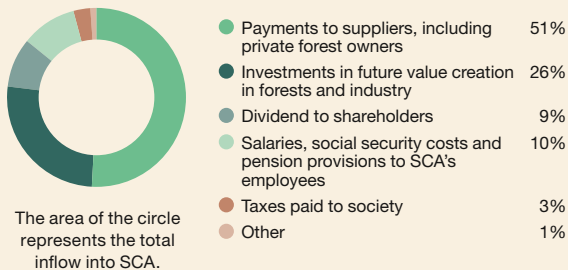 Payments to suppliers, including 51%
private forest owners
Investments in future value creation 26%
in forests and industry
Dividend to shareholders 9%
Salaries, social security costs and 10%
pension provisions to SCA's
employees
Taxes paid to society 3%
Other 1%
The area of the circle
represents the total
inflow into SCA.